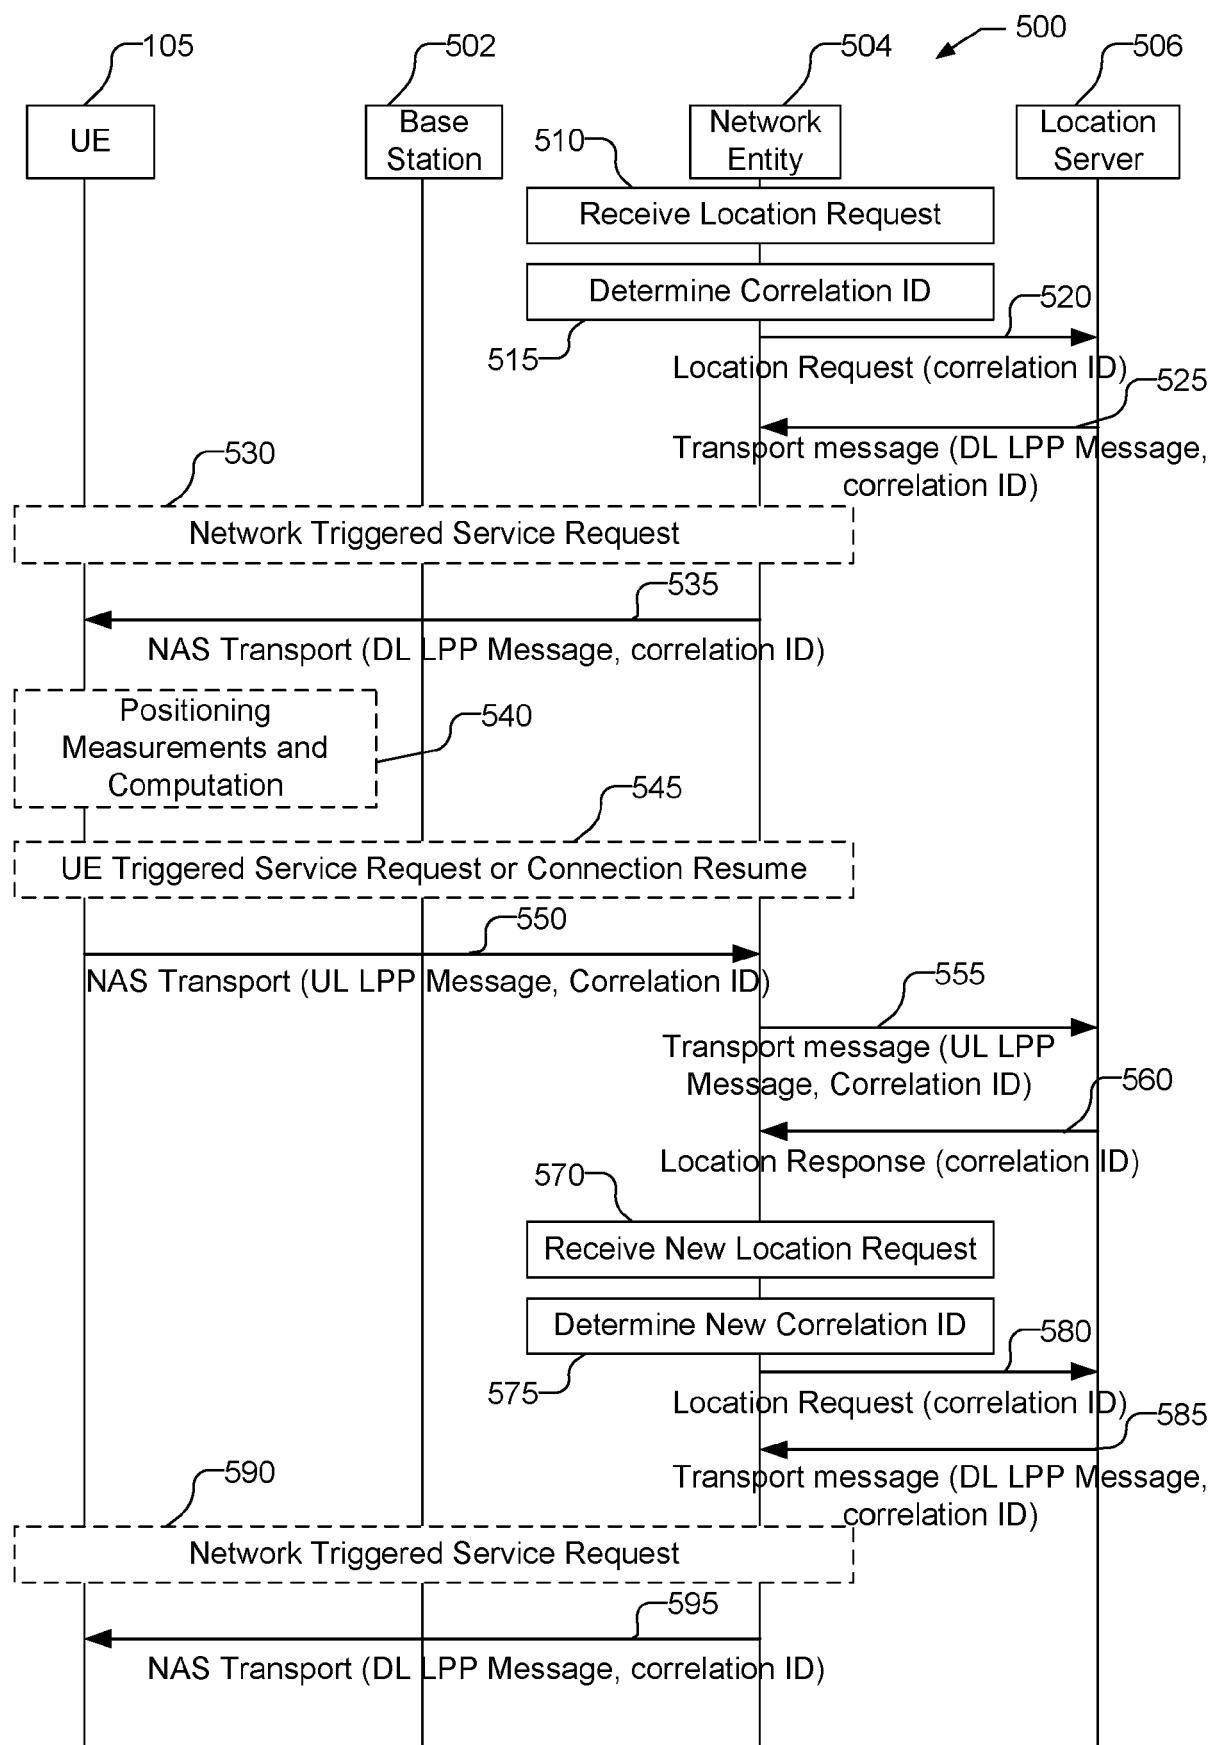 500
105
502
504
506
UE
Base
Station
Network
Entity
Location
Server
510
Receive Location Request
Determine Correlation ID
520
515
Location Request (correlation ID)
525
Transport message (DL LPP Message,
correlation ID)
530
Network Triggered Service Request
535
NAS Transport (DL LPP Message, correlation ID)
Positioning
Measurements and
Computation
540
545
UE Triggered Service Request or Connection Resume
550
NAS Transport (UL LPP Message, Correlation ID)
555
Transport message (UL LPP
Message, Correlation ID)
560
Location Response (correlation ID)
570
Receive New Location Request
Determine New Correlation ID
580
575
Location Request (correlation ID)
585
Transport message (DL LPP Message,
correlation ID)
590
Network Triggered Service Request
595
NAS Transport (DL LPP Message, correlation ID)